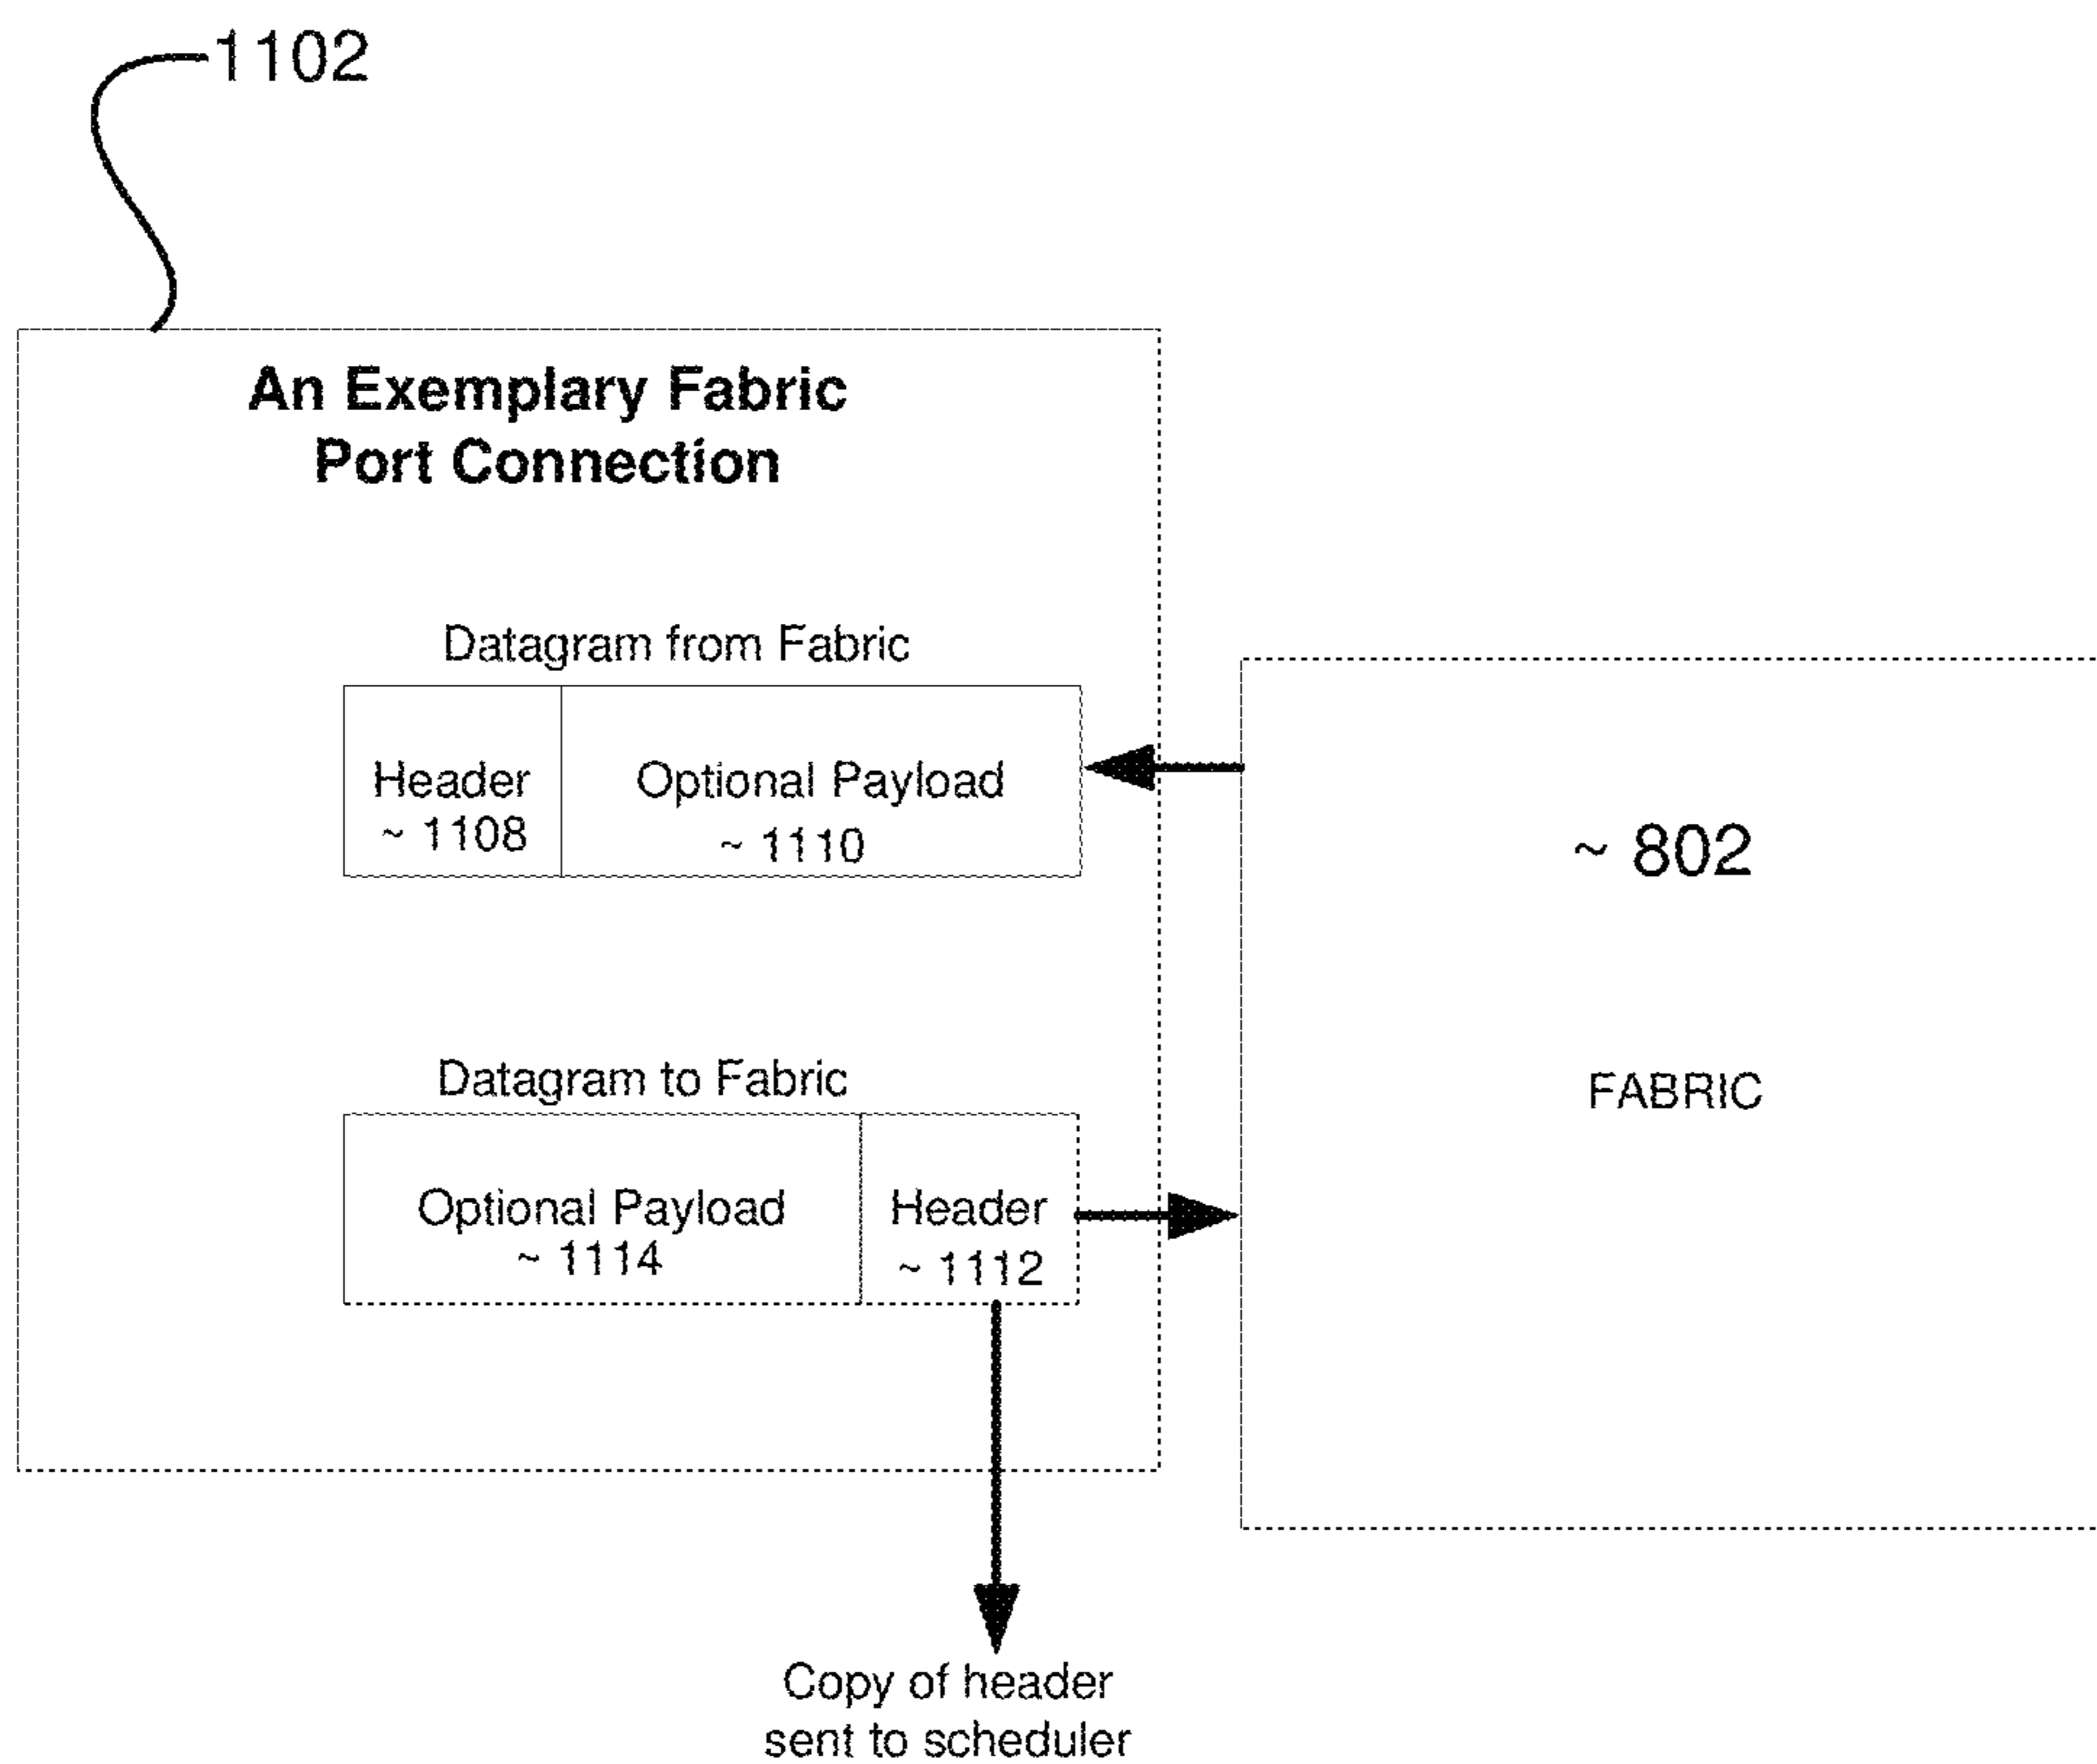 1102
An Exemplary Fabric
Port Connection
Datagram from Fabric
Header
~ 1108
Optional Payload
~ 1110
~ 802
FABRIC
Datagram to Fabric
Optional Payload
~ 1114
Header
~ 1112
Copy of header
sent to scheduler